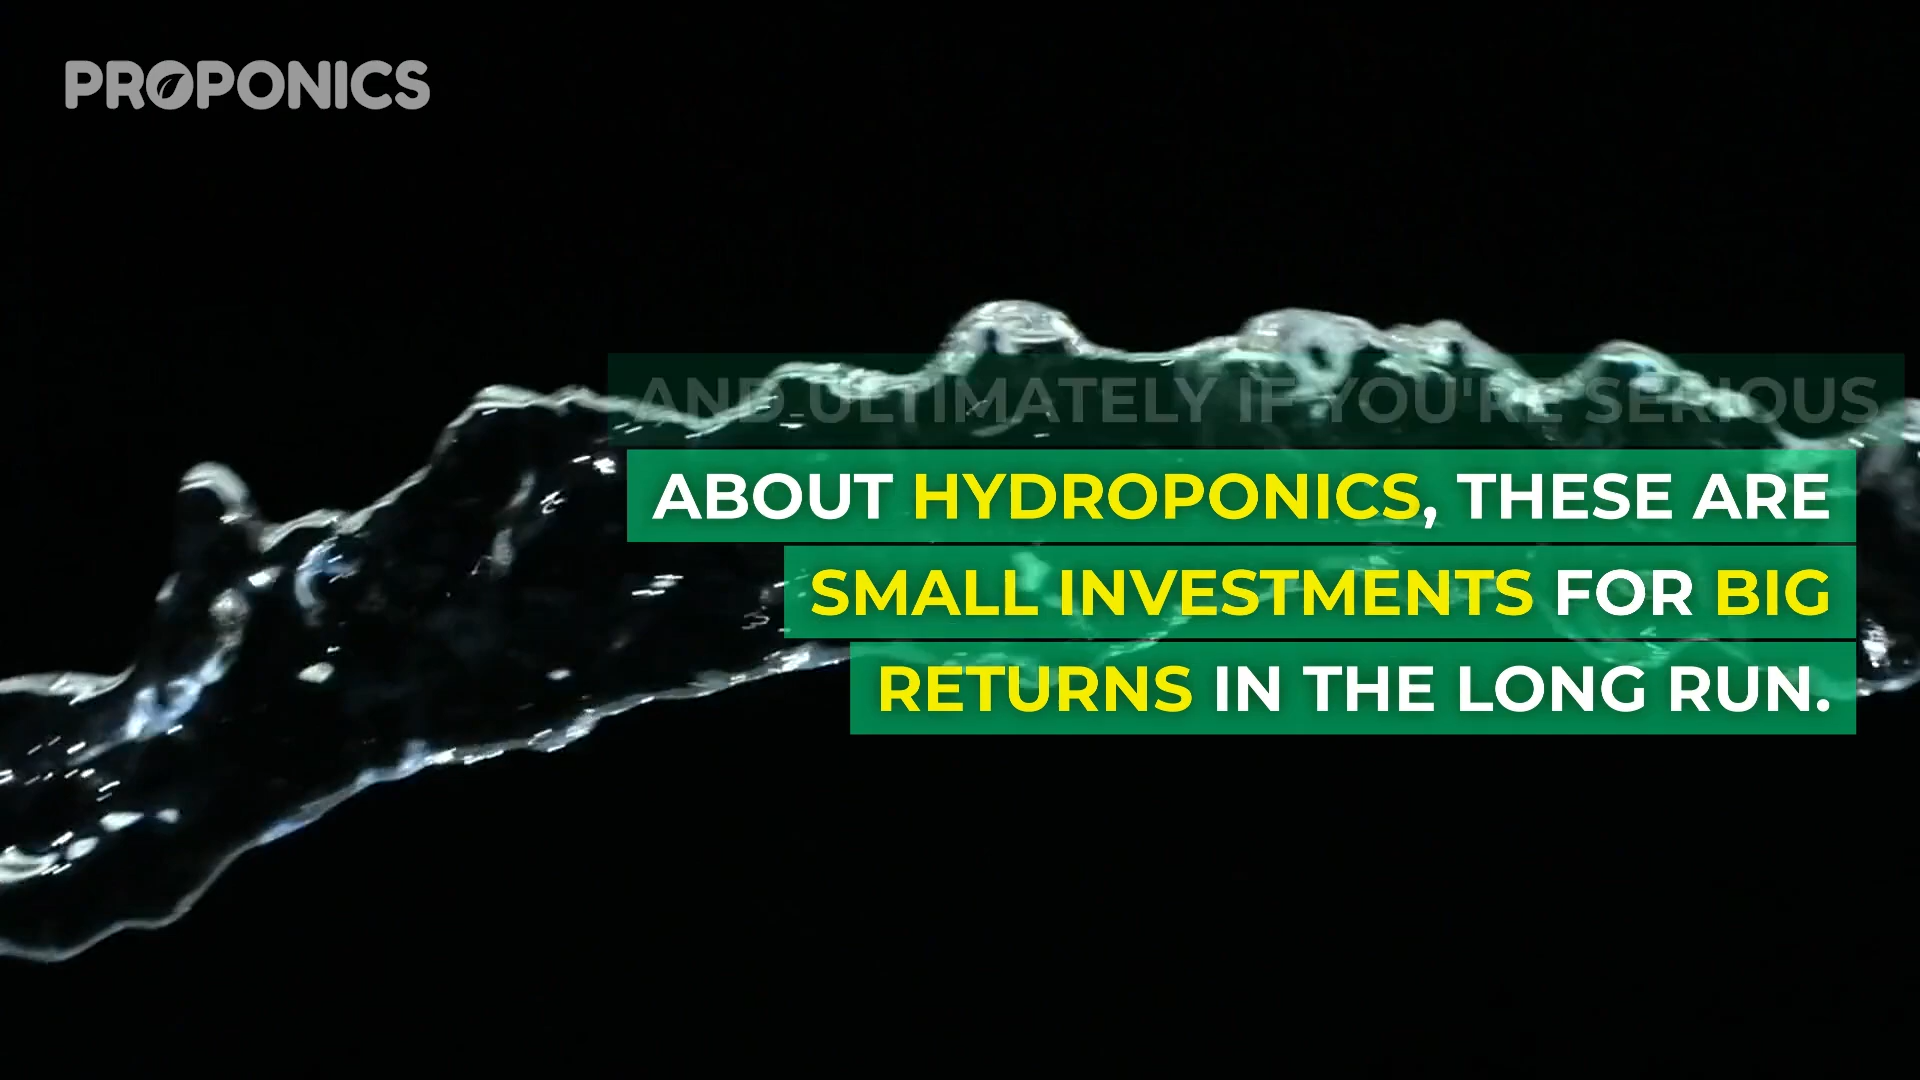 PROPONICS
AND ULTIMATELY IF YOU'RE SERIOUS
ABOUT HYDROPONICS, THESE ARE
SMALL INVESTMENTS FOR BIG
RETURNS IN THE LONG RUN.